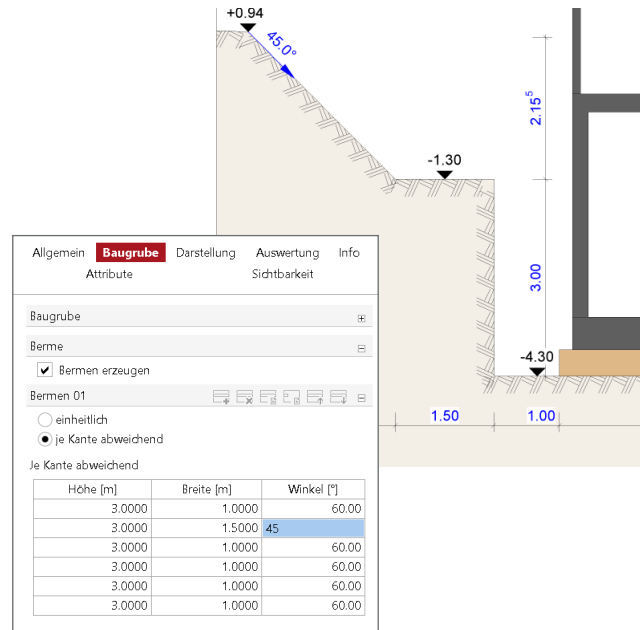 +0.94
45.0°
2.15⁵
-1.30
3.00
-4.30
1.50 1.00
Allgemein Baugrube Darstellung Auswertung Info
Attribute Sichtbarkeit
Baugrube
Berme
Bermen erzeugen
Bermen 01
einheitlich
je Kante abweichend
Je Kante abweichend
Höhe [m] Breite [m] Winkel [°]
3.0000 1.0000 60.00
3.0000 1.5000 45
3.0000 1.0000 60.00
3.0000 1.0000 60.00
3.0000 1.0000 60.00
3.0000 1.0000 60.00